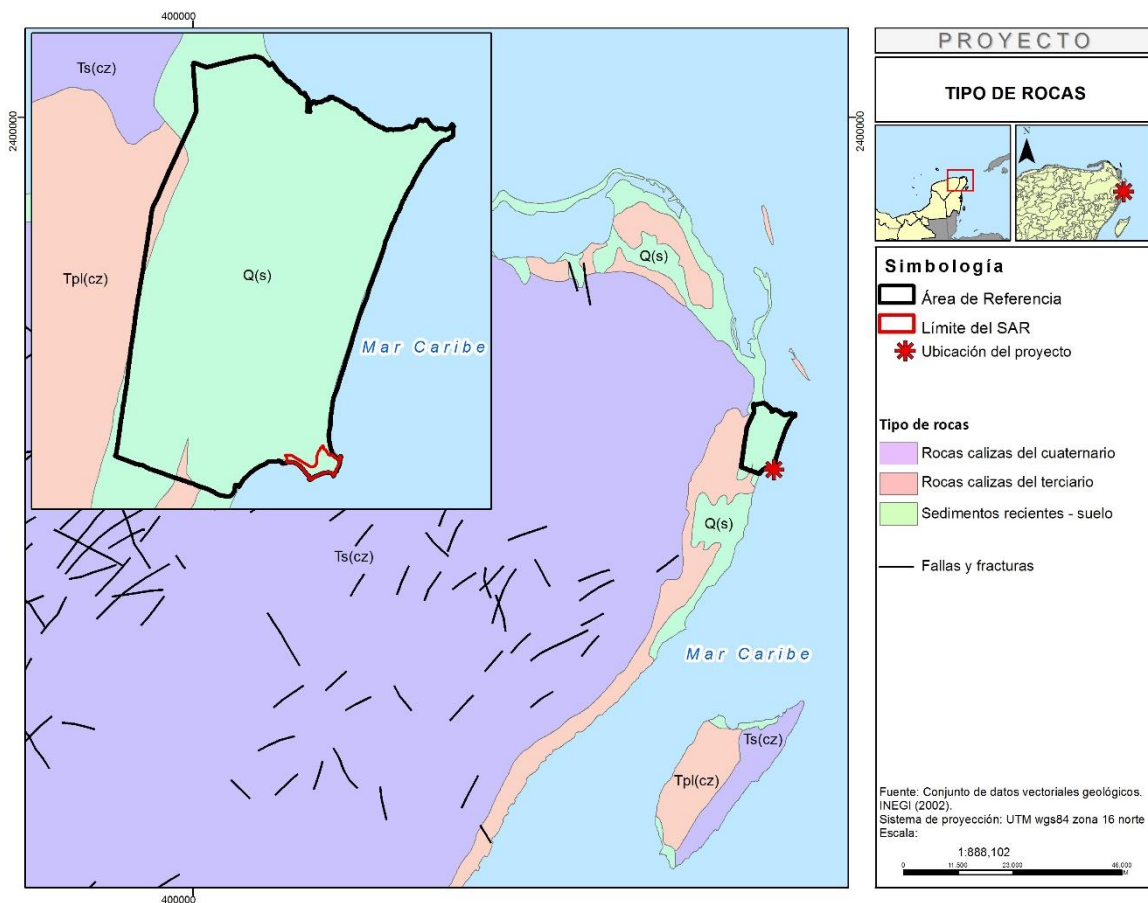 400000
2400000
2400000
400000
Ts(cz)
Tpl(cz)
Q(s)
Mar Caribe
Q(s)
Q(s)
Ts(cz)
Mar Caribe
Ts(cz)
Tpl(cz)
PROYECTO
TIPO DE ROCAS
N
Simbología
Área de Referencia
Límite del SAR
Ubicación del proyecto
Tipo de rocas
Rocas calizas del cuaternario
Rocas calizas del terciario
Sedimentos recientes - suelo
Fallas y fracturas
Fuente: Conjunto de datos vectoriales geológicos.
INEGI (2002).
Sistema de proyección: UTM wgs84 zona 16 norte
Escala:
1:888,102
0 11,500 23,000 46,000
M